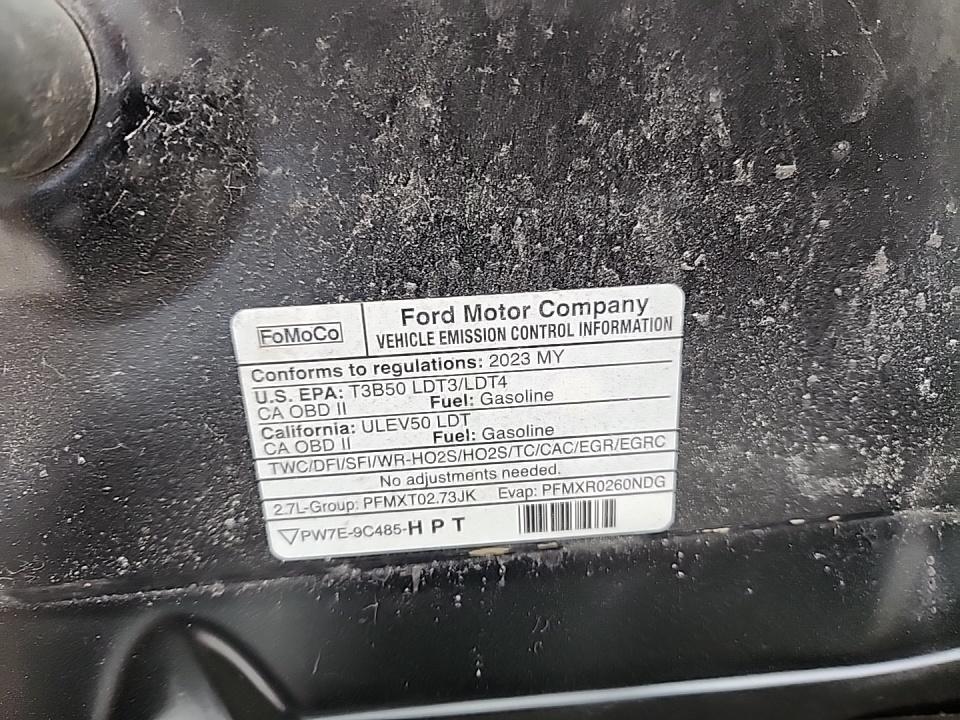 FoMoCo
Ford Motor Company
VEHICLE EMISSION CONTROL INFORMATION
Conforms to regulations: 2023 MY
U.S. EPA: T3B50 LDT3/LDT4
CA OBD II Fuel: Gasoline
California: ULEV50 LDT
CA OBD II Fuel: Gasoline
TWC/DFI/SFI/WR-HO2S/HO2S/TC/CAC/EGR/EGRC
No adjustments needed.
2.7L-Group: PFMXT02.73JK Evap: PFMXR0260NDG
PW7E-9C485-HPT